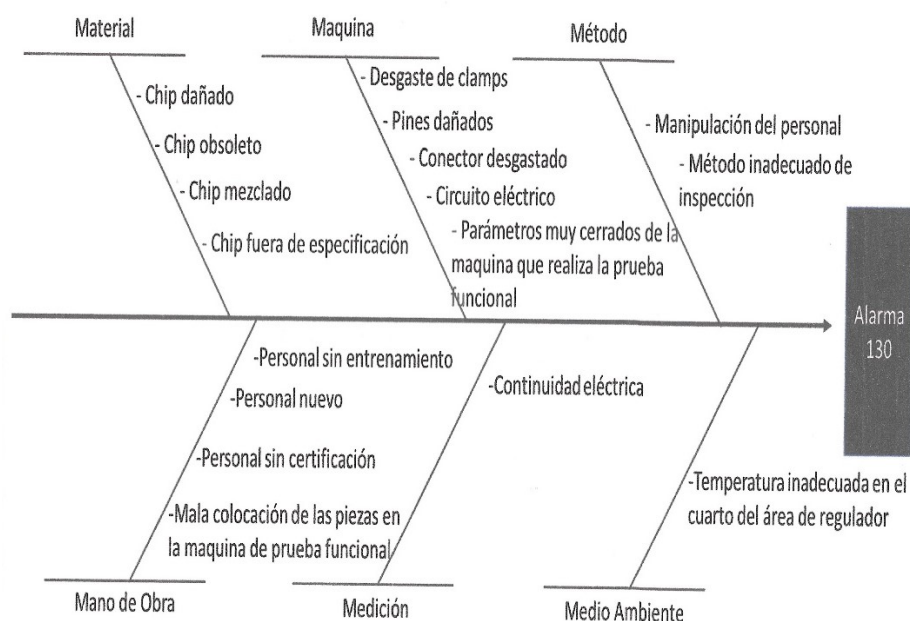 Material
- Chip dañado
- Chip obsoleto
- Chip mezclado
- Chip fuera de especificación
Maquina
- Desgaste de clamps
- Pines dañados
- Conector desgastado
- Circuito eléctrico
- Parámetros muy cerrados de la
maquina que realiza la prueba
funcional
Método
- Manipulación del personal
- Método inadecuado de
inspección
Alarma
130
-Personal sin entrenamiento
-Personal nuevo
-Personal sin certificación
-Mala colocación de las piezas en
la maquina de prueba funcional
Mano de Obra
-Continuidad eléctrica
Medición
-Temperatura inadecuada en el
cuarto del área de regulador
Medio Ambiente